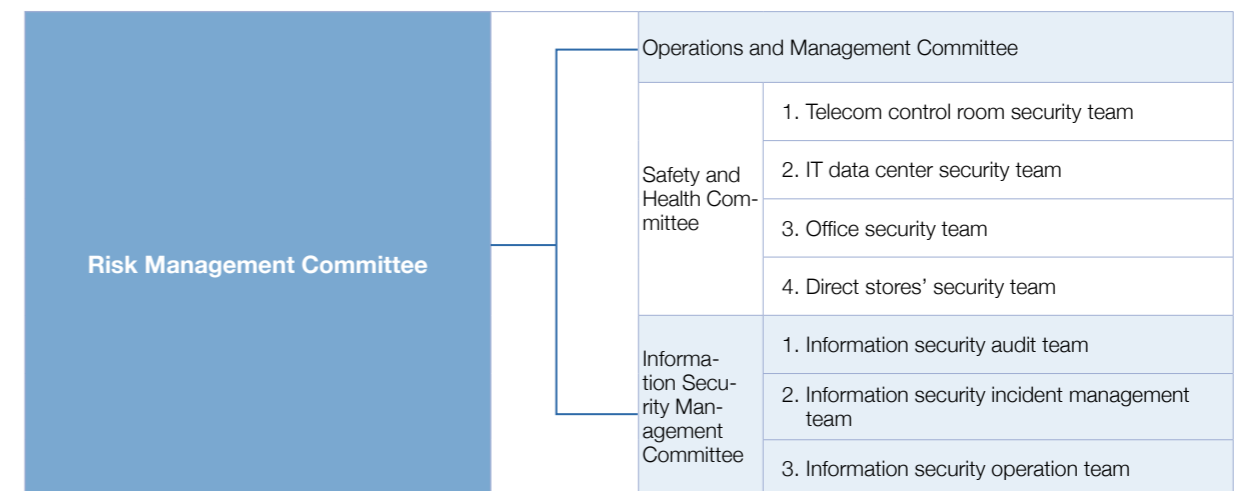 Risk Management Committee
Operations and Management Committee
Safety and
Health Com-
mittee
1. Telecom control room security team
2. IT data center security team
3. Office security team
4. Direct stores’ security team
Informa-
tion Secu-
rity Man-
agement
Committee
1. Information security audit team
2. Information security incident management
team
3. Information security operation team